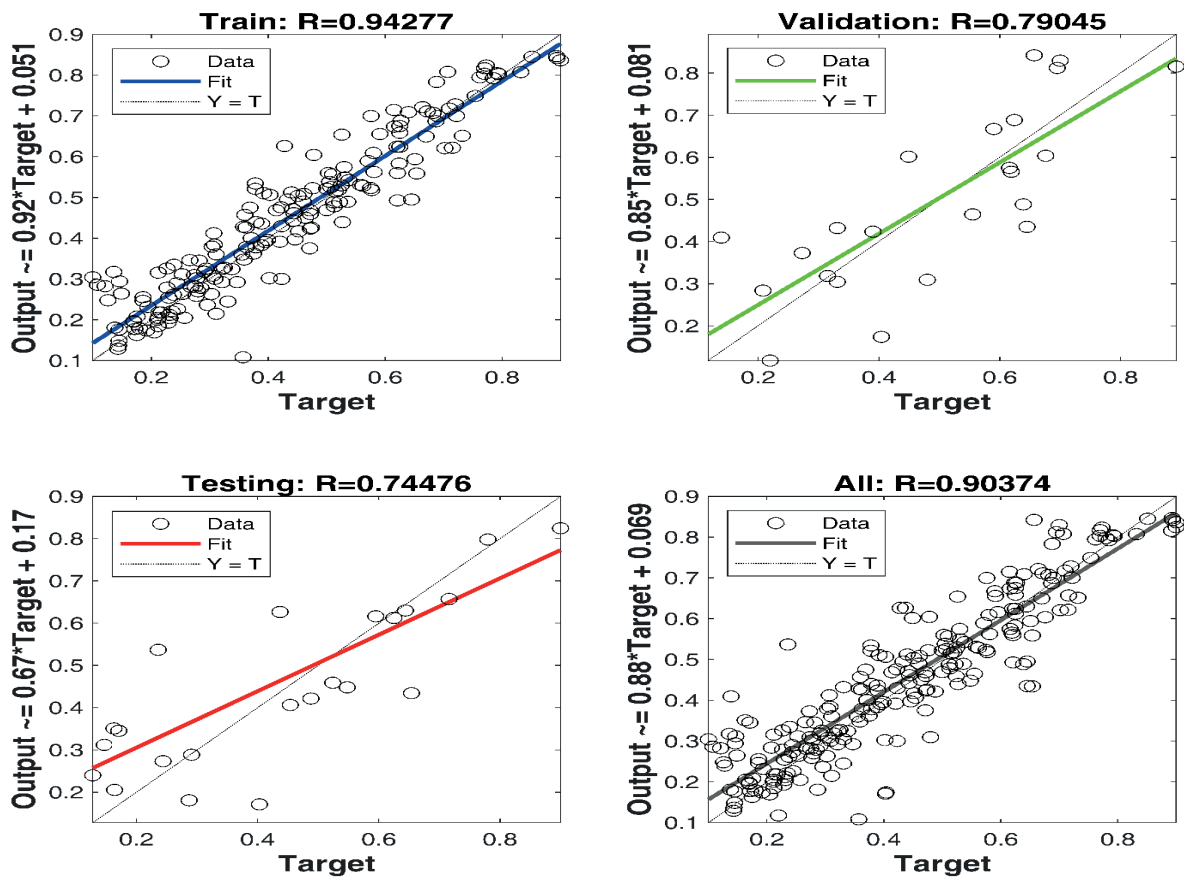 Train: R=0.94277
Output ~= 0.92*Target + 0.051
0.9
0.8
0.7
0.6
0.5
0.4
0.3
0.2
0.1
Data
Fit
Y = T
0.2 0.4 0.6 0.8
Target
Validation: R=0.79045
Output ~= 0.85*Target + 0.081
0.8
0.7
0.6
0.5
0.4
0.3
0.2
Data
Fit
Y = T
0.2 0.4 0.6 0.8
Target
Testing: R=0.74476
Output ~= 0.67*Target + 0.17
0.9
0.8
0.7
0.6
0.5
0.4
0.3
0.2
Data
Fit
Y = T
0.2 0.4 0.6 0.8
Target
All: R=0.90374
Output ~= 0.88*Target + 0.069
0.9
0.8
0.7
0.6
0.5
0.4
0.3
0.2
0.1
Data
Fit
Y = T
0.2 0.4 0.6 0.8
Target